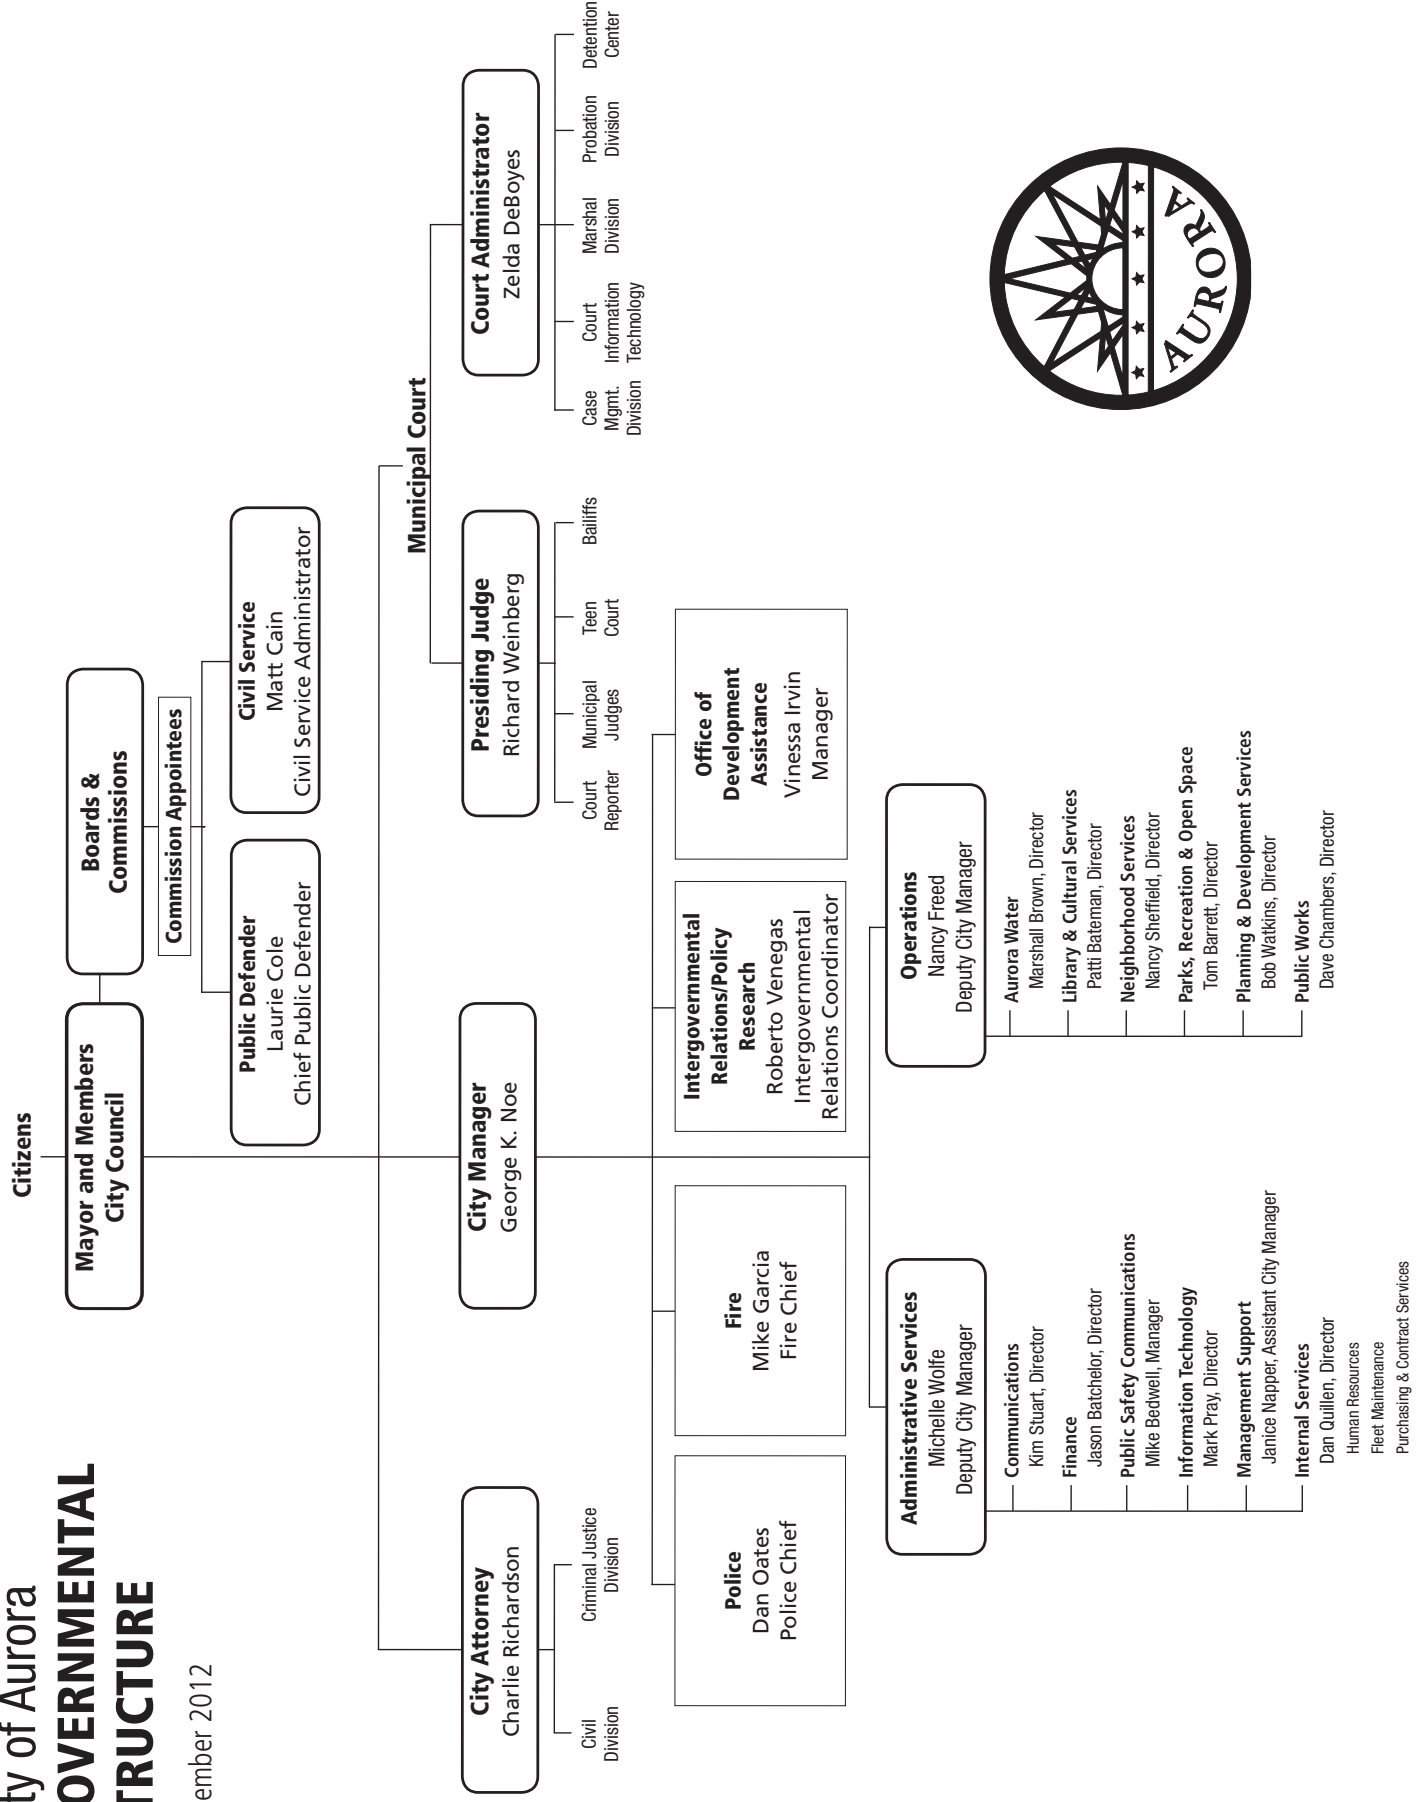 ty of Aurora
OVERNMENTAL
TRUCTURE
ember 2012
Citizens
Mayor and Members
City Council
Boards &
Commissions
Commission Appointees
Public Defender
Laurie Cole
Chief Public Defender
Civil Service
Matt Cain
Civil Service Administrator
Municipal Court
City Attorney
Charlie Richardson
Civil
Division
Criminal Justice
Division
City Manager
George K. Noe
Presiding Judge
Richard Weinberg
Court
Reporter
Municipal
Judges
Teen
Court
Bailiffs
Court Administrator
Zelda DeBoyes
Case
Mgmt.
Division
Court
Information
Technology
Marshal
Division
Probation
Division
Detention
Center
Police
Dan Oates
Police Chief
Fire
Mike Garcia
Fire Chief
Intergovernmental
Relations/Policy
Research
Roberto Venegas
Intergovernmental
Relations Coordinator
Office of
Development
Assistance
Vinessa Irvin
Manager
Administrative Services
Michelle Wolfe
Deputy City Manager
Communications
Kim Stuart, Director
Finance
Jason Batchelor, Director
Public Safety Communications
Mike Bedwell, Manager
Information Technology
Mark Pray, Director
Management Support
Janice Napper, Assistant City Manager
Internal Services
Dan Quillen, Director
Human Resources
Fleet Maintenance
Purchasing & Contract Services
Operations
Nancy Freed
Deputy City Manager
Aurora Water
Marshall Brown, Director
Library & Cultural Services
Patti Bateman, Director
Neighborhood Services
Nancy Sheffield, Director
Parks, Recreation & Open Space
Tom Barrett, Director
Planning & Development Services
Bob Watkins, Director
Public Works
Dave Chambers, Director
AURORA